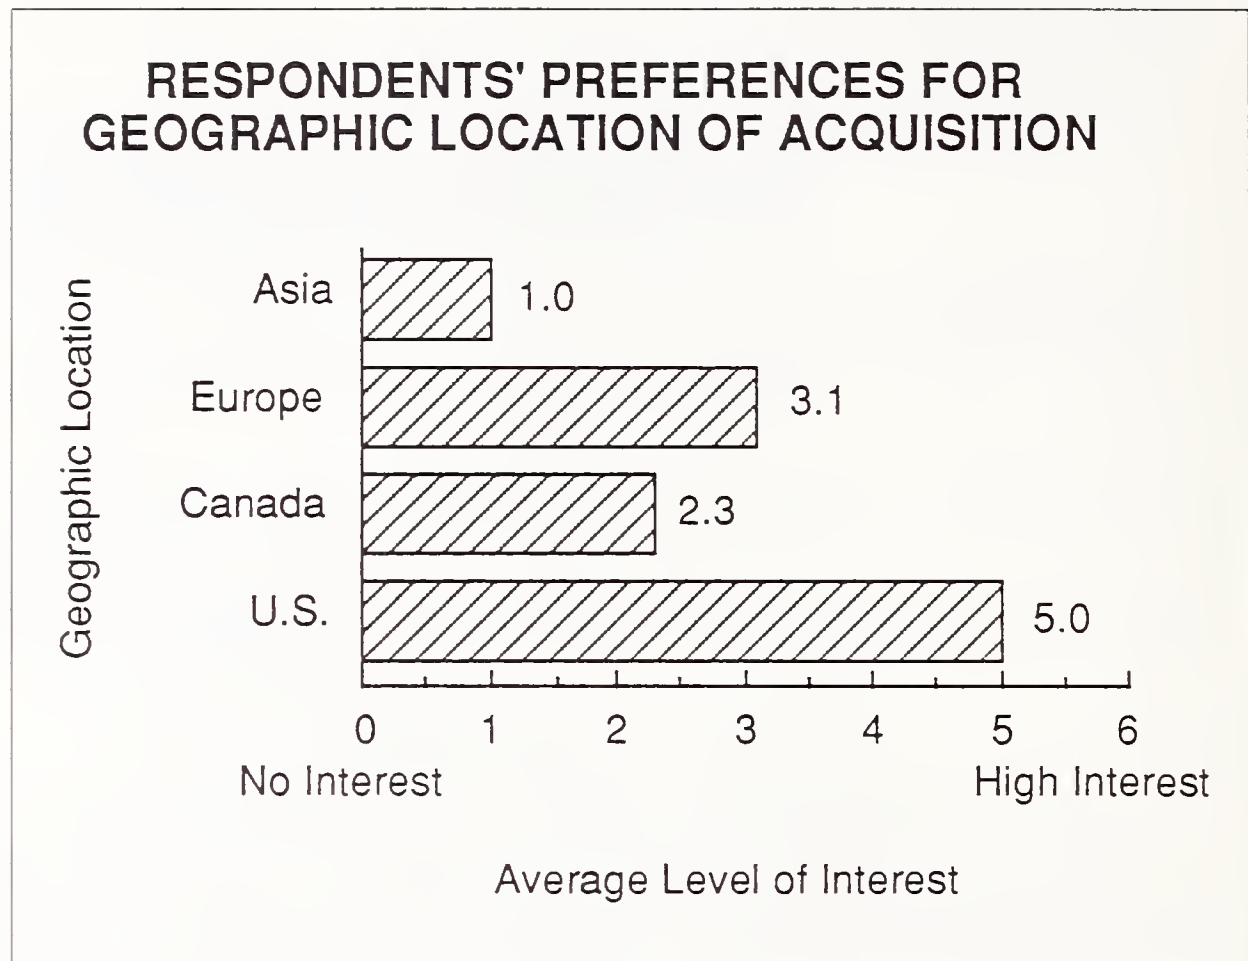 RESPONDENTS' PREFERENCES FOR
GEOGRAPHIC LOCATION OF ACQUISITION
Geographic Location
Asia 1.0
Europe 3.1
Canada 2.3
U.S. 5.0
0 1 2 3 4 5 6
No Interest High Interest
Average Level of Interest